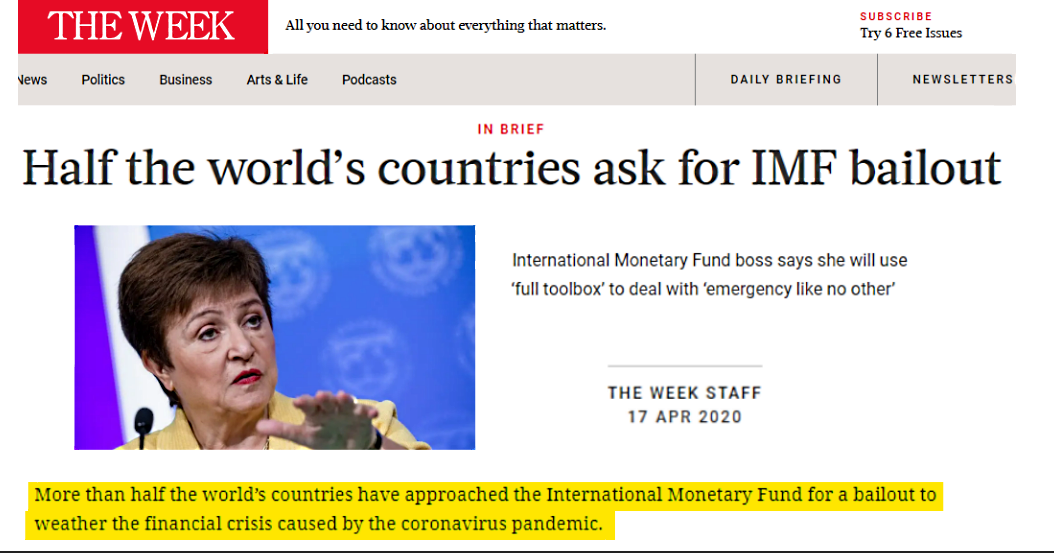 THE WEEK
All you need to know about everything that matters.
SUBSCRIBE
Try 6 Free Issues
News Politics Business Arts & Life Podcasts
DAILY BRIEFING NEWSLETTERS
IN BRIEF
Half the world’s countries ask for IMF bailout
International Monetary Fund boss says she will use
‘full toolbox’ to deal with ‘emergency like no other’
THE WEEK STAFF
17 APR 2020
More than half the world’s countries have approached the International Monetary Fund for a bailout to
weather the financial crisis caused by the coronavirus pandemic.